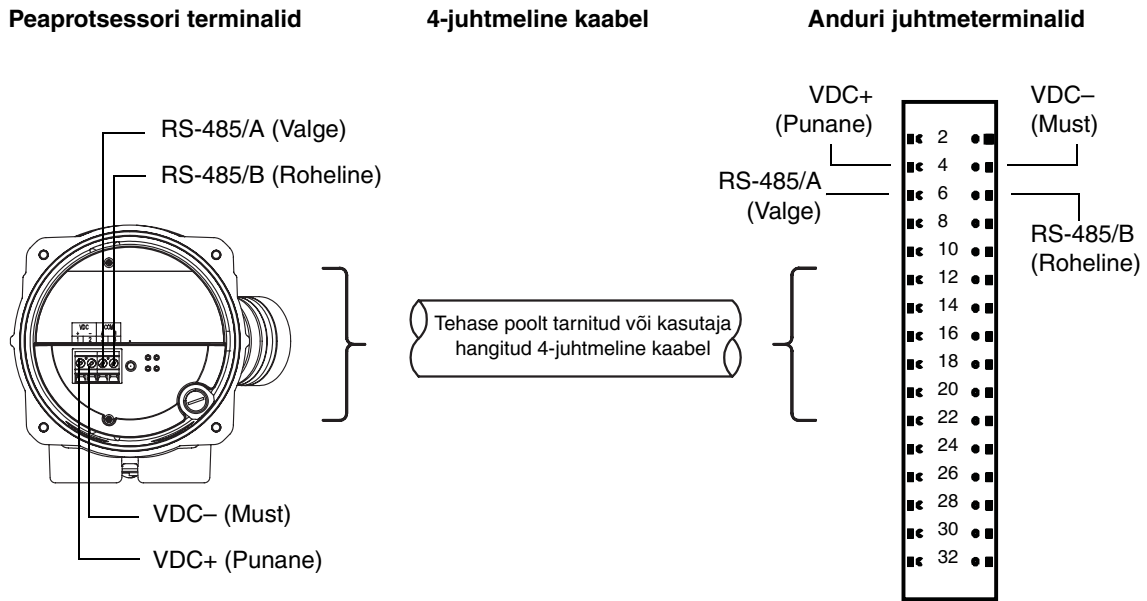 Peaprotsessori terminalid
4-juhtmeline kaabel
Anduri juhtmeterminalid
RS-485/A (Valge)
RS-485/B (Roheline)
VDC
+ –
1 2
VDC– (Must)
VDC+ (Punane)
Tehase poolt tarnitud või kasutaja
hangitud 4-juhtmeline kaabel
VDC+
(Punane)
VDC–
(Must)
RS-485/A
(Valge)
RS-485/B
(Roheline)
2
4
6
8
10
12
14
16
18
20
22
24
26
28
30
32